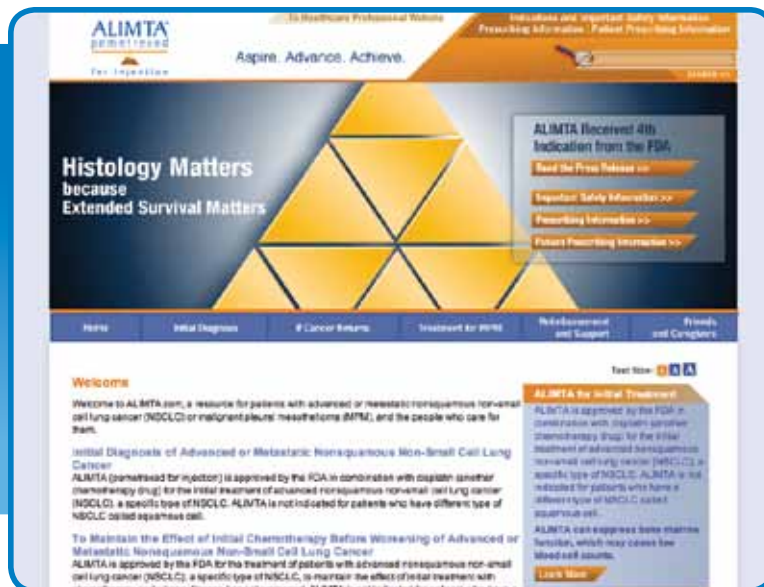 ALIMTA®
pemetrexed
for injection
To Healthcare Professional Website
Indications and Important Safety Information
Prescribing Information | Patient Prescribing Information
Aspire. Advance. Achieve.
SEARCH >>
Histology Matters
because
Extended Survival Matters
ALIMTA Received 4th
Indication from the FDA
Read the Press Release >>
Important Safety Information >>
Prescribing Information >>
Patient Prescribing Information >>
Home
Initial Diagnosis
If Cancer Returns
Treatment for MPM
Reimbursement
and Support
Friends
and Caregivers
Text Size: A A A
Welcome
Welcome to ALIMTA.com, a resource for patients with advanced or metastatic nonsquamous non-small
cell lung cancer (NSCLC) or malignant pleural mesothelioma (MPM), and the people who care for
them.
Initial Diagnosis of Advanced or Metastatic Nonsquamous Non-Small Cell Lung
Cancer
ALIMTA (pemetrexed for injection) is approved by the FDA in combination with cisplatin (another
chemotherapy drug) for the initial treatment of advanced nonsquamous non-small cell lung cancer
(NSCLC), a specific type of NSCLC. ALIMTA is not indicated for patients who have different type of
NSCLC called squamous cell.
To Maintain the Effect of Initial Chemotherapy Before Worsening of Advanced or
Metastatic Nonsquamous Non-Small Cell Lung Cancer
ALIMTA is approved by the FDA for the treatment of patients with advanced nonsquamous non-small
cell lung cancer (NSCLC), a specific type of NSCLC, to maintain the effect of initial treatment with
ALIMTA for Initial Treatment
ALIMTA is approved by the FDA in
combination with cisplatin (another
chemotherapy drug) for the initial
treatment of advanced nonsquamous
non-small cell lung cancer (NSCLC), a
specific type of NSCLC. ALIMTA is not
indicated for patients who have a
different type of NSCLC called
squamous cell.
ALIMTA can suppress bone marrow
function, which may cause low
blood cell counts.
Learn More